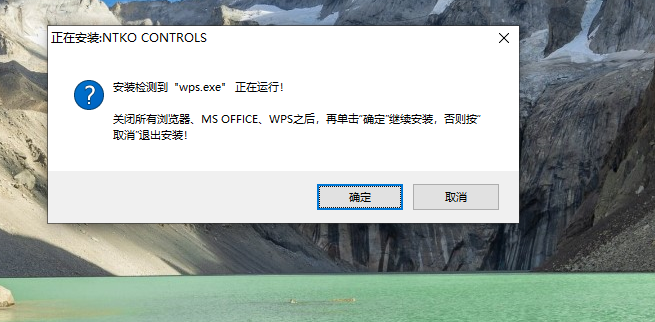 正在安装:NTKO CONTROLS
安装检测到 "wps.exe" 正在运行！
关闭所有浏览器、MS OFFICE、WPS之后，再单击“确定”继续安装，否则按“
取消”退出安装！
确定
取消